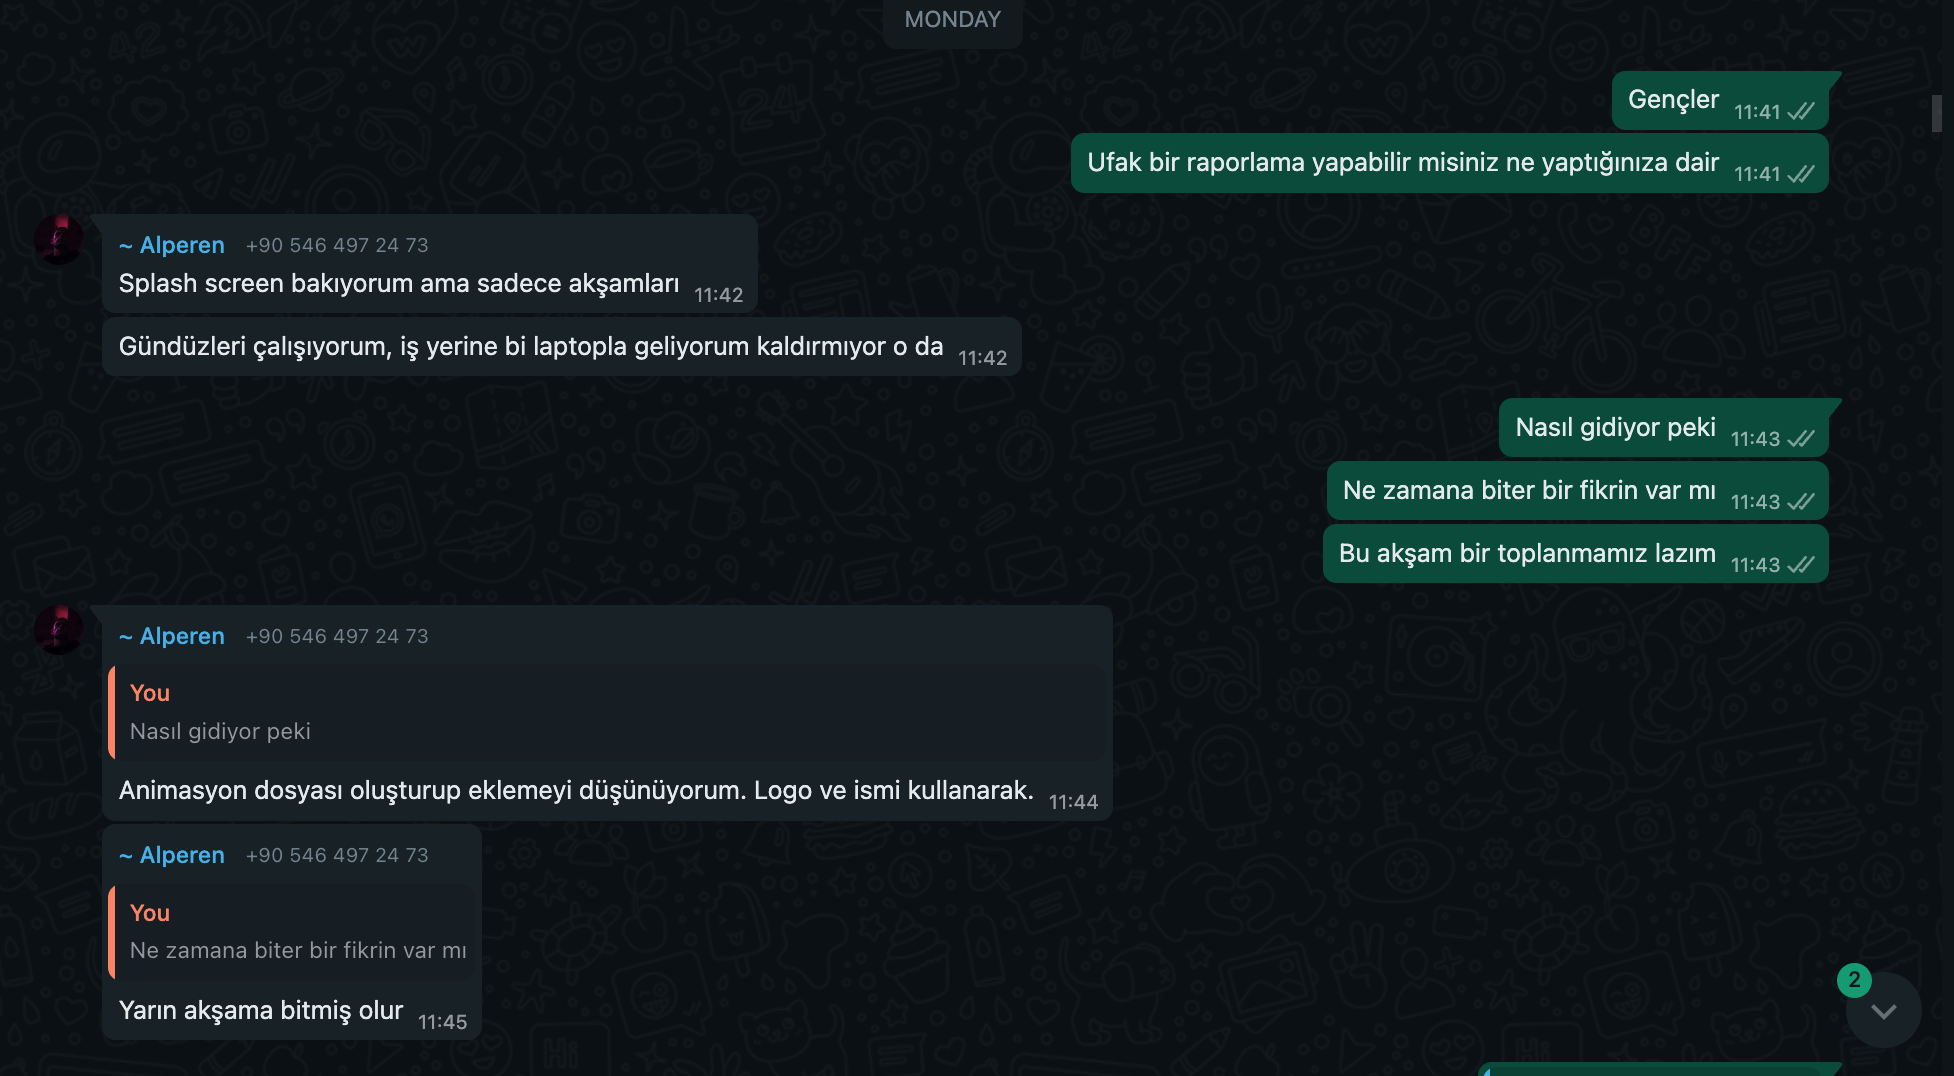 MONDAY
Gençler 11:41
Ufak bir raporlama yapabilir misiniz ne yaptığınıza dair 11:41
~ Alperen +90 546 497 24 73
Splash screen bakıyorum ama sadece akşamları 11:42
Gündüzleri çalışıyorum, iş yerine bi laptopla geliyorum kaldırmıyor o da 11:42
Nasıl gidiyor peki 11:43
Ne zamana biter bir fikrin var mı 11:43
Bu akşam bir toplanmamız lazım 11:43
~ Alperen +90 546 497 24 73
You
Nasıl gidiyor peki
Animasyon dosyası oluşturup eklemeyi düşünüyorum. Logo ve ismi kullanarak. 11:44
~ Alperen +90 546 497 24 73
You
Ne zamana biter bir fikrin var mı
Yarın akşama bitmiş olur 11:45
2